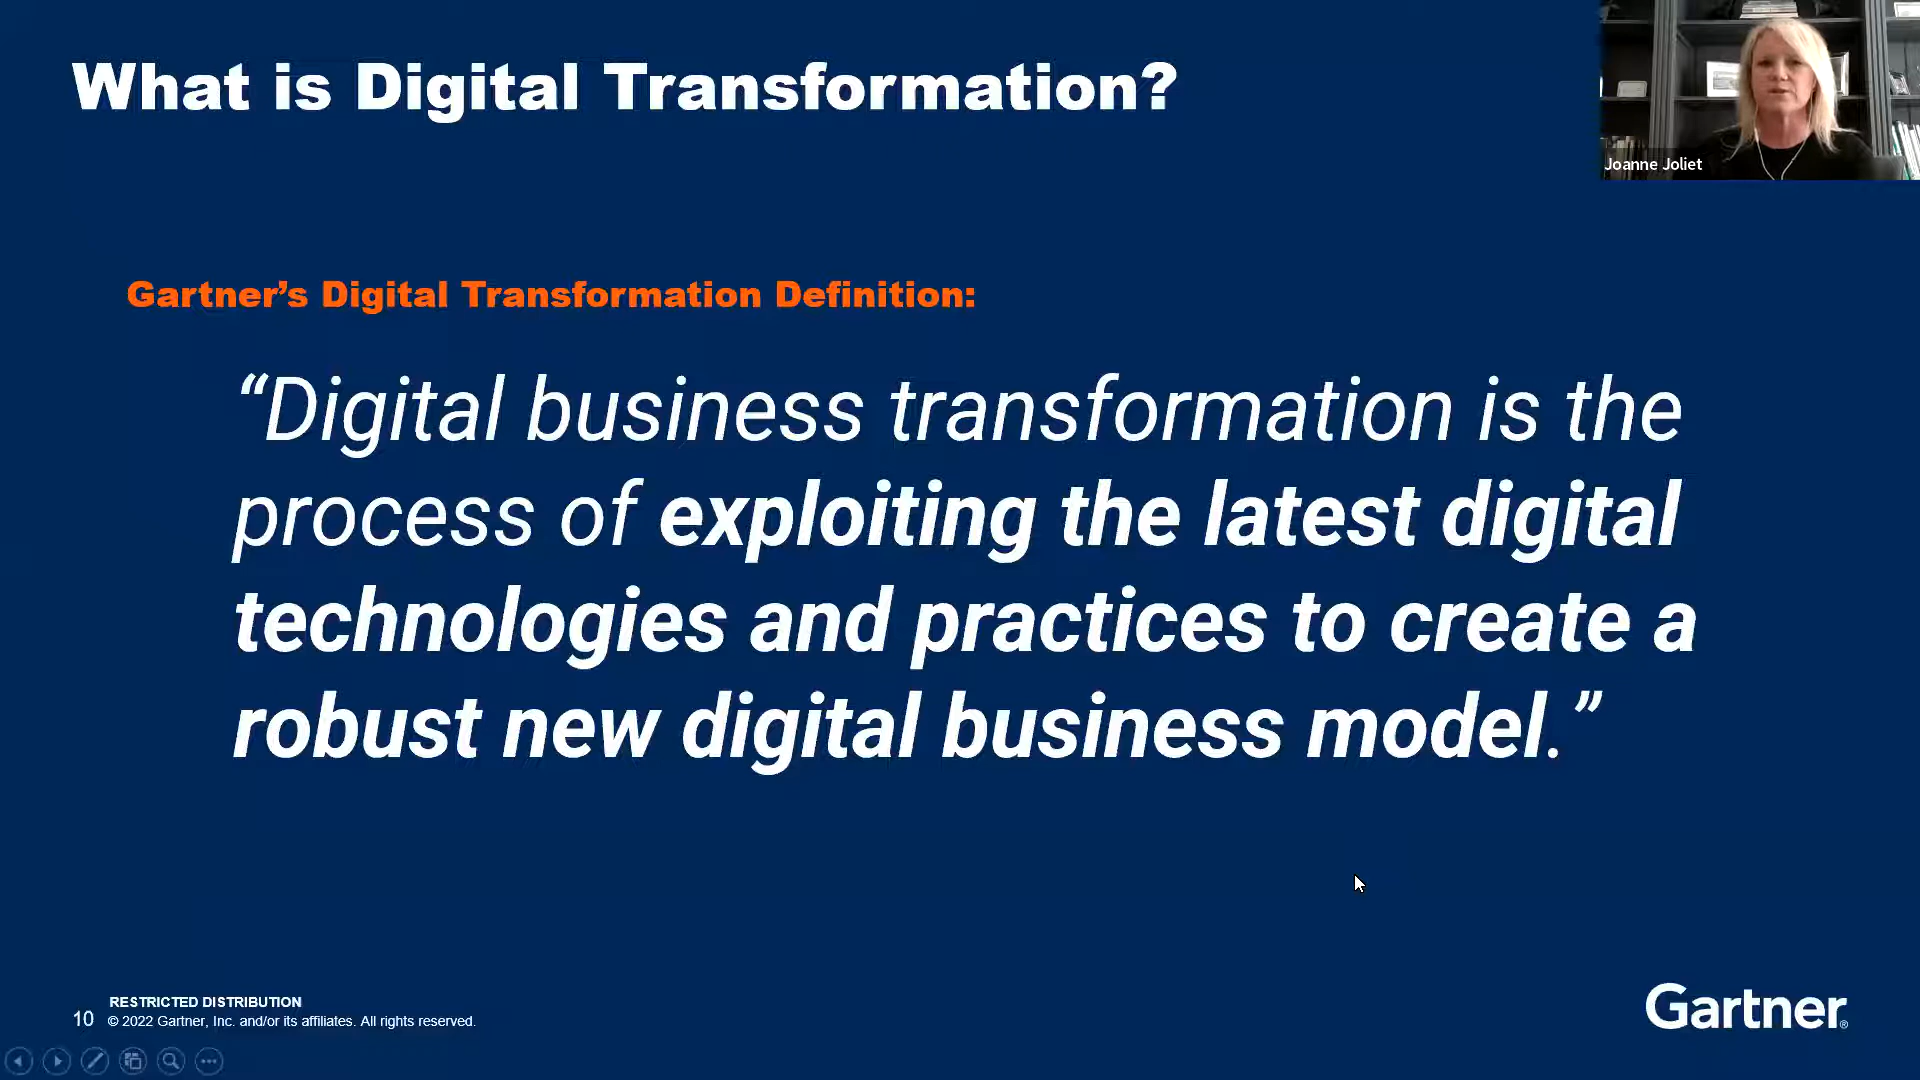 What is Digital Transformation?
Joanne Joliet
Gartner’s Digital Transformation Definition:
“Digital business transformation is the
process of exploiting the latest digital
technologies and practices to create a
robust new digital business model.”
RESTRICTED DISTRIBUTION
10 © 2022 Gartner, Inc. and/or its affiliates. All rights reserved.
Gartner®